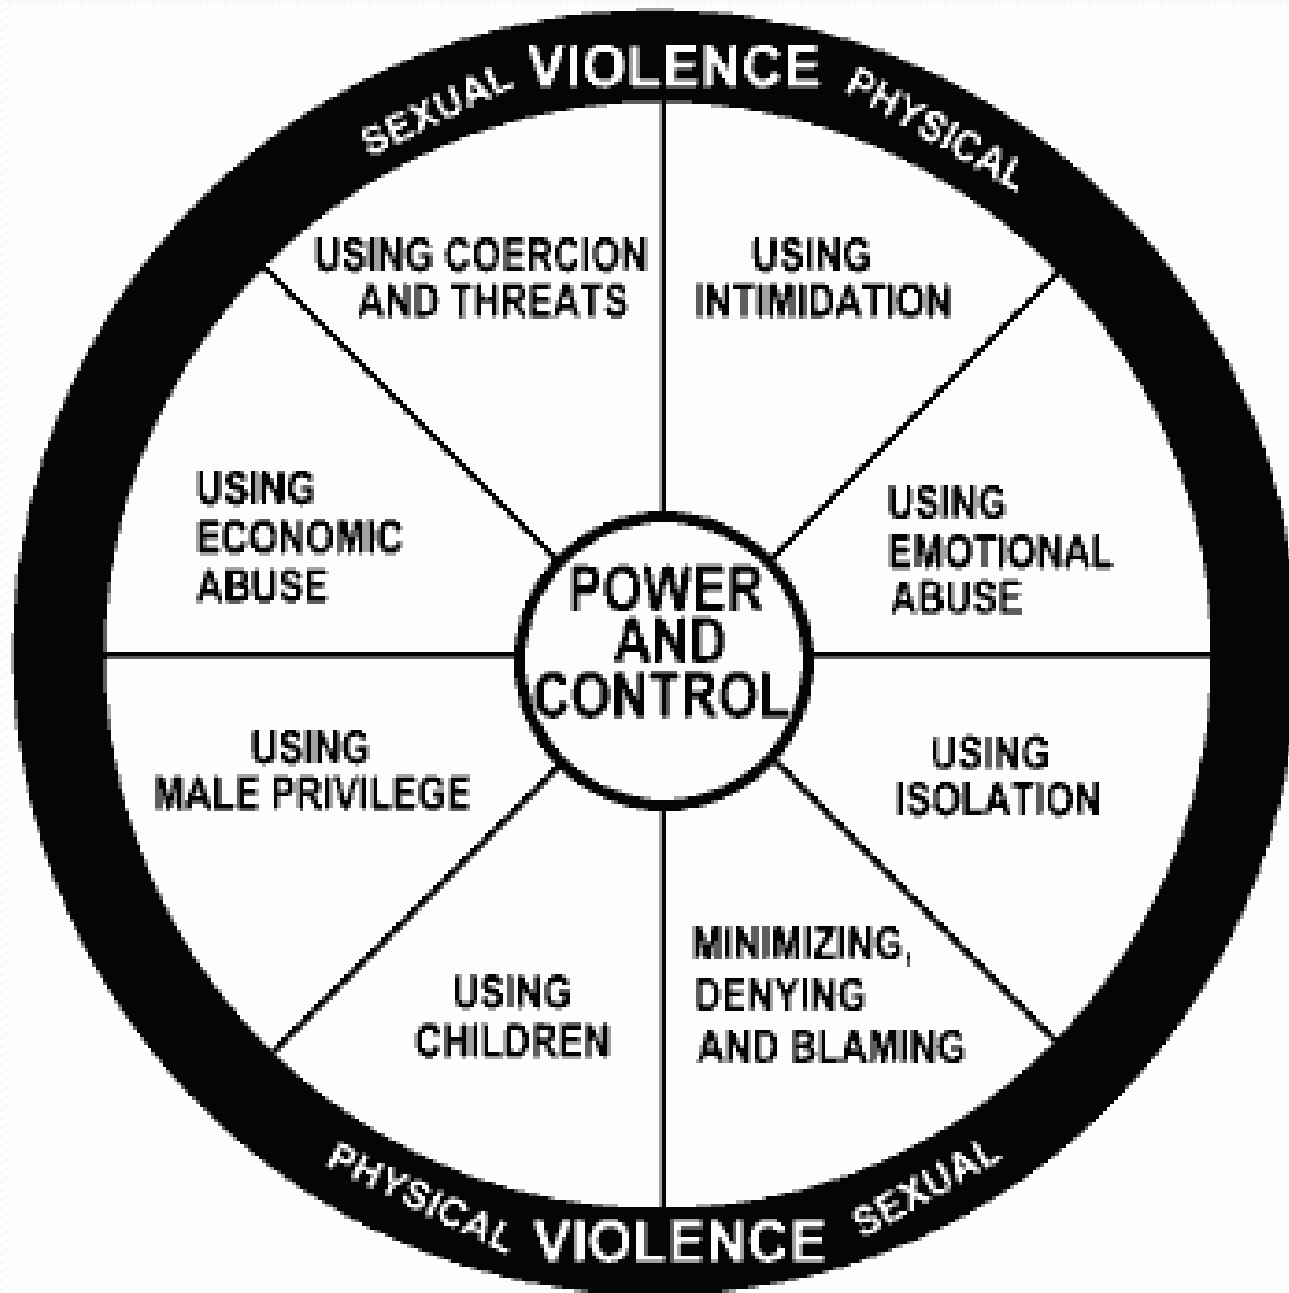 SEXUAL VIOLENCE PHYSICAL
USING COERCION
AND THREATS
USING
INTIMIDATION
USING
ECONOMIC
ABUSE
USING
EMOTIONAL
ABUSE
POWER
AND
CONTROL
USING
MALE PRIVILEGE
USING
ISOLATION
USING
CHILDREN
MINIMIZING,
DENYING
AND BLAMING
PHYSICAL VIOLENCE SEXUAL